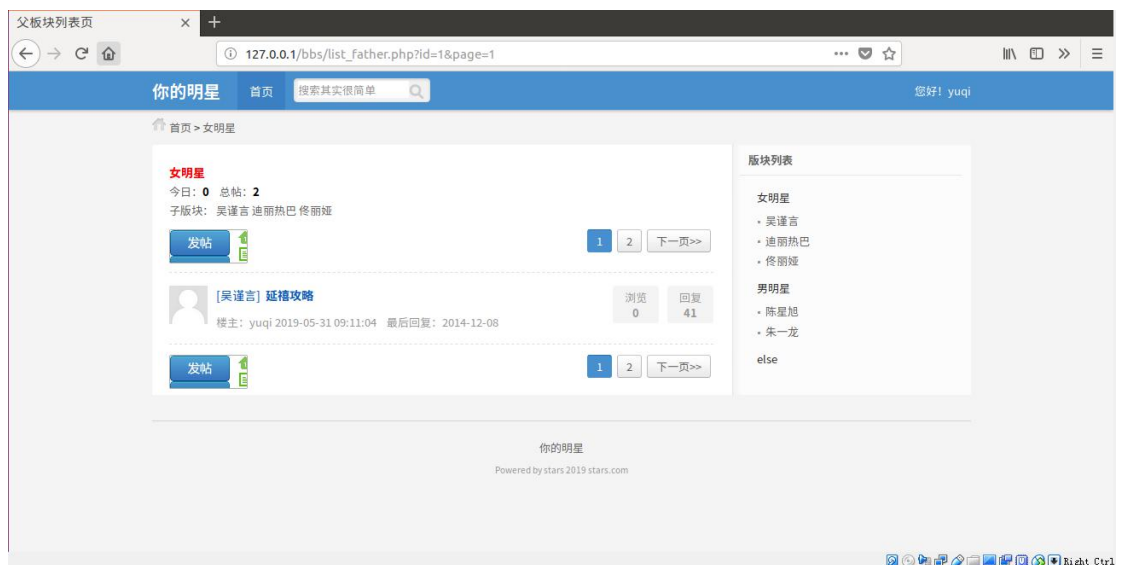 父板块列表页
127.0.0.1/bbs/list_father.php?id=1&page=1
你的明星 首页 搜索其实很简单 您好！yuqi
首页 > 女明星
女明星
今日：0 总帖：2
子版块： 吴谨言 迪丽热巴 佟丽娅
发帖 1 2 下一页>>
[吴谨言] 延禧攻略
楼主：yuqi 2019-05-31 09:11:04 最后回复：2014-12-08
浏览
0
回复
41
发帖 1 2 下一页>>
版块列表
女明星
吴谨言
迪丽热巴
佟丽娅
男明星
陈星旭
朱一龙
else
你的明星
Powered by stars 2019 stars.com
Right Ctrl